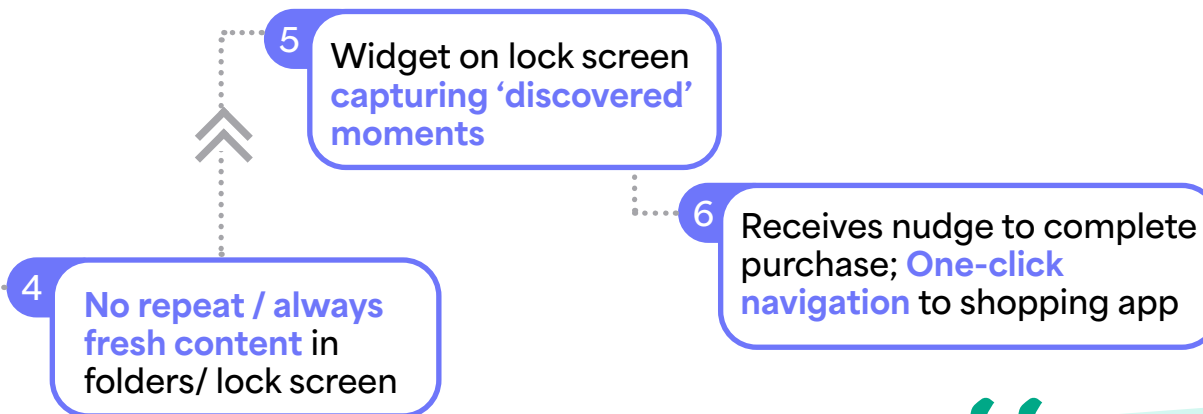 5
Widget on lock screen
capturing ‘discovered’
moments
6
Receives nudge to complete
purchase; One-click
navigation to shopping app
4
No repeat / always
fresh content in
folders/ lock screen
“